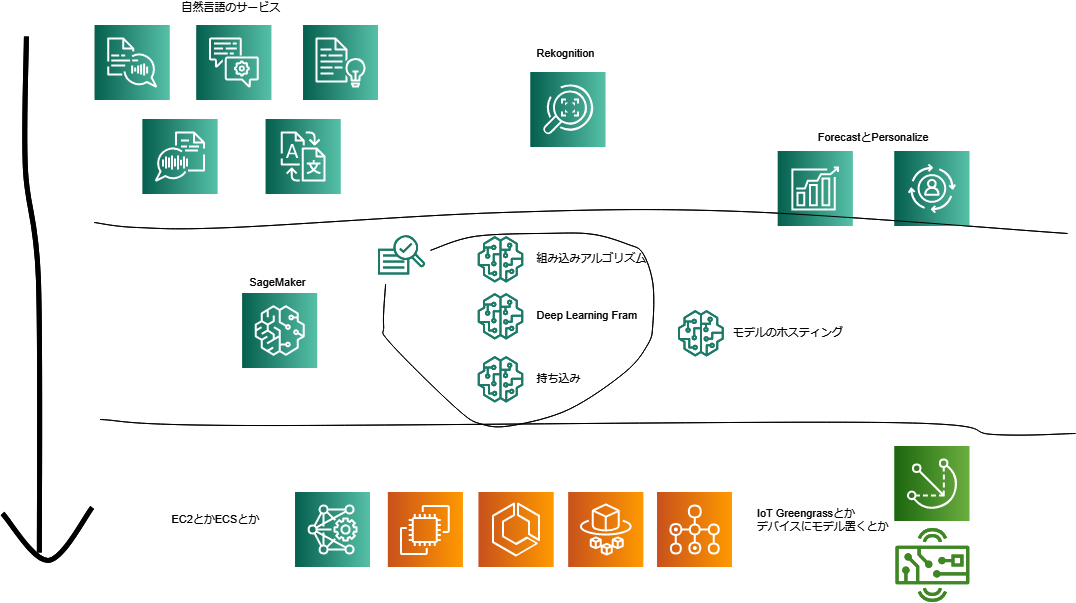 自然言語のサービス
Rekognition
ForecastとPersonalize
SageMaker
組み込みアルゴリズム
Deep Learning Fram
モデルのホスティング
持ち込み
EC2とかECSとか
IoT Greengrassとか
デバイスにモデル置くとか
A
文